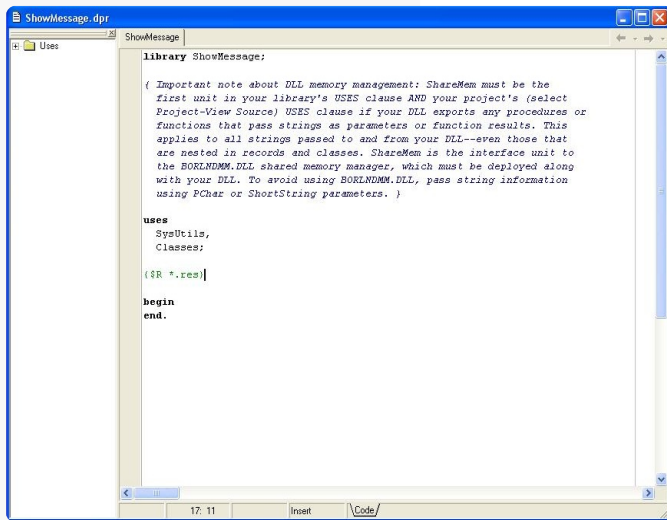 ShowMessage.dpr
Uses
ShowMessage
library ShowMessage;
{ Important note about DLL memory management: ShareMem must be the
first unit in your library's USES clause AND your project's (select
Project-View Source) USES clause if your DLL exports any procedures or
functions that pass strings as parameters or function results. This
applies to all strings passed to and from your DLL--even those that
are nested in records and classes. ShareMem is the interface unit to
the BORLNDMM.DLL shared memory manager, which must be deployed along
with your DLL. To avoid using BORLNDMM.DLL, pass string information
using PChar or ShortString parameters. }
uses
SysUtils,
Classes;
{$R *.res}
begin
end.
17: 11
Insert
\Code/